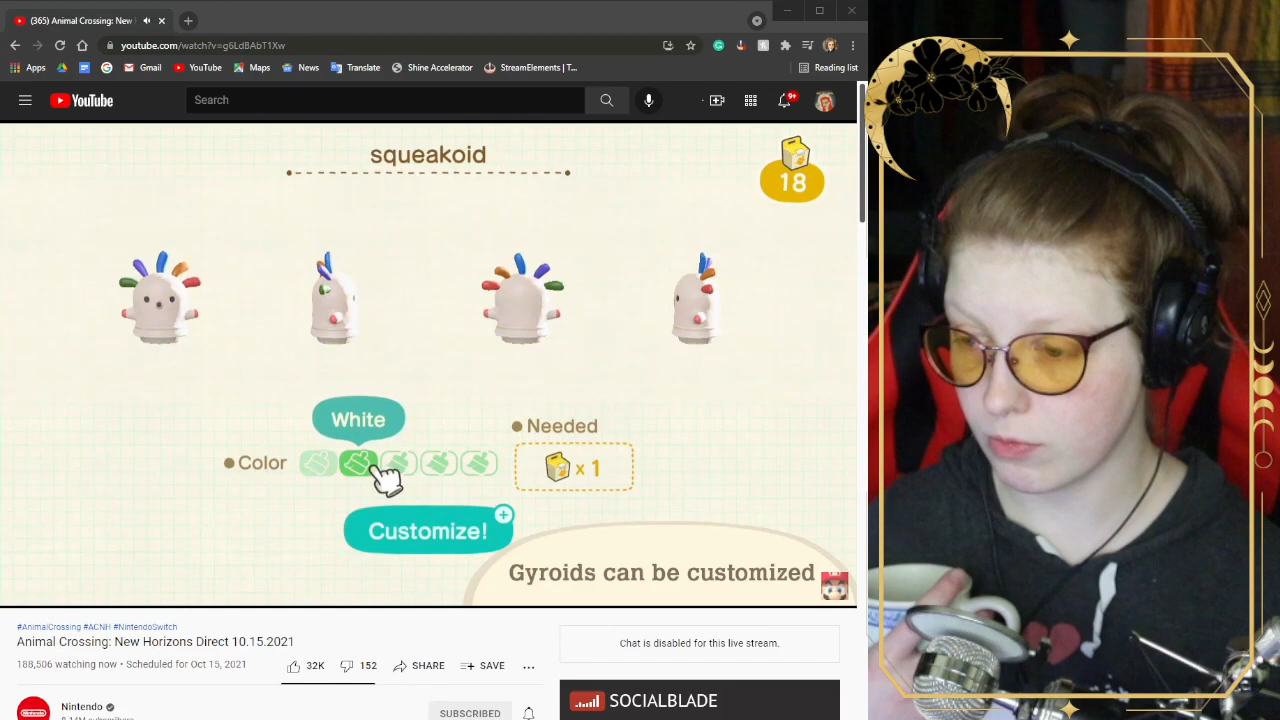 (365) Animal Crossing: New
youtube.com/watch?v=g6LdBAbT1Xw
Apps
Gmail
YouTube
Maps
News
Translate
Shine Accelerator
StreamElements | T...
Reading list
YouTube
Search
9+
squeakoid
18
White
Needed
Color
x 1
Customize!
Gyroids can be customized
#AnimalCrossing #ACNH #NintendoSwitch
Animal Crossing: New Horizons Direct 10.15.2021
188,506 watching now • Scheduled for Oct 15, 2021
32K
152
SHARE
SAVE
Chat is disabled for this live stream.
Nintendo
SUBSCRIBED
SOCIALBLADE